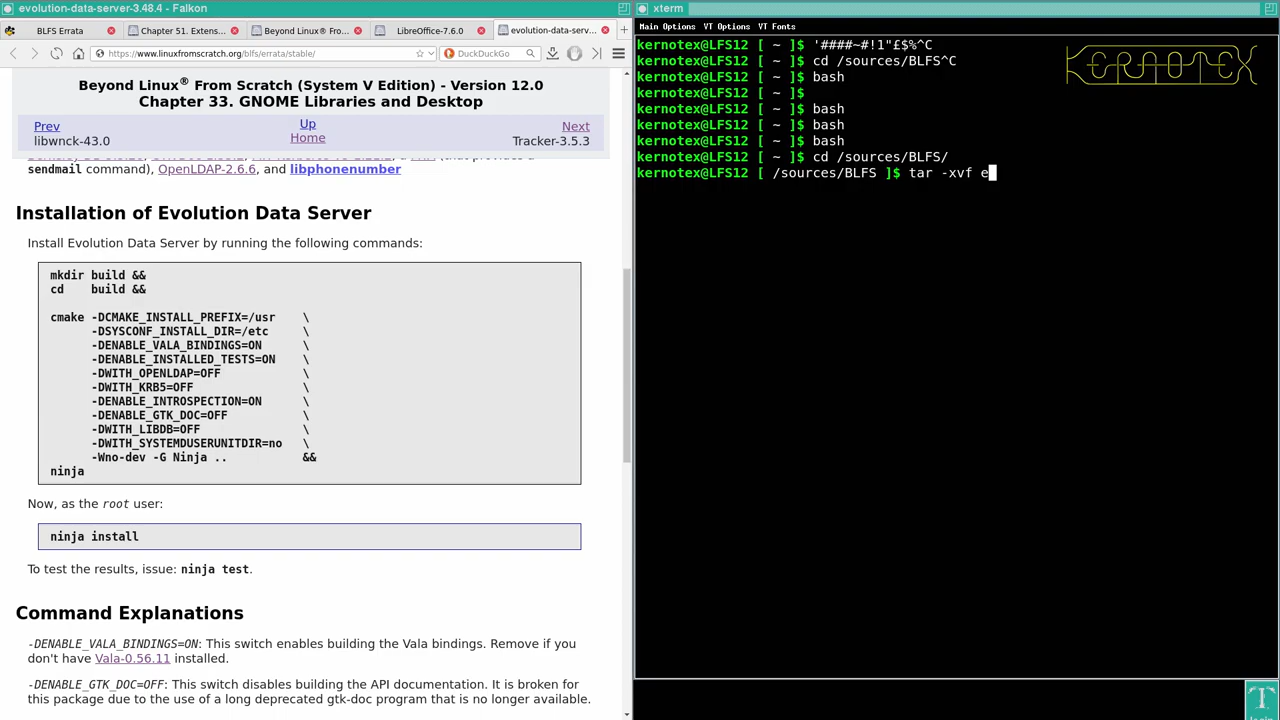 evolution-data-server-3.48.4 - Falkon
BLFS Errata
Chapter 51. Extens...
Beyond Linux® Fro...
LibreOffice-7.6.0
evolution-data-serv...
https://www.linuxfromscratch.org/blfs/errata/stable/
DuckDuckGo
Beyond Linux® From Scratch (System V Edition) - Version 12.0
Chapter 33. GNOME Libraries and Desktop
Prev
Up
Next
libwnck-43.0
Home
Tracker-3.5.3
sendmail command), OpenLDAP-2.6.6, and libphonenumber
Installation of Evolution Data Server
Install Evolution Data Server by running the following commands:
mkdir build &&
cd    build &&
cmake -DCMAKE_INSTALL_PREFIX=/usr    \
-DSYSCONF_INSTALL_DIR=/etc    \
-DENABLE_VALA_BINDINGS=ON     \
-DENABLE_INSTALLED_TESTS=ON   \
-DWITH_OPENLDAP=OFF           \
-DWITH_KRB5=OFF               \
-DENABLE_INTROSPECTION=ON     \
-DENABLE_GTK_DOC=OFF          \
-DWITH_LIBDB=OFF              \
-DWITH_SYSTEMDUSERUNITDIR=no  \
-Wno-dev -G Ninja ..          &&
ninja
Now, as the root user:
ninja install
To test the results, issue: ninja test.
Command Explanations
-DENABLE_VALA_BINDINGS=ON: This switch enables building the Vala bindings. Remove if you
don't have Vala-0.56.11 installed.
-DENABLE_GTK_DOC=OFF: This switch disables building the API documentation. It is broken for
this package due to the use of a long deprecated gtk-doc program that is no longer available.
xterm
Main Options  VT Options  VT Fonts
kernotex@LFS12 [ ~ ]$ '####~#!1"£$%^C
kernotex@LFS12 [ ~ ]$ cd /sources/BLFS^C
kernotex@LFS12 [ ~ ]$ bash
kernotex@LFS12 [ ~ ]$
kernotex@LFS12 [ ~ ]$ bash
kernotex@LFS12 [ ~ ]$ bash
kernotex@LFS12 [ ~ ]$ bash
kernotex@LFS12 [ ~ ]$ cd /sources/BLFS/
kernotex@LFS12 [ /sources/BLFS ]$ tar -xvf e
KERNOTEX